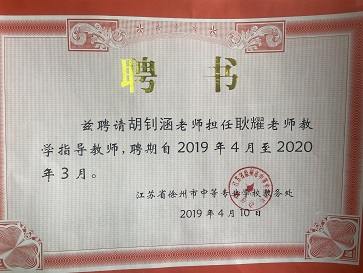 聘 书
兹聘请胡钊涵老师担任耿耀老师教
学指导教师,聘期自2019年4月至2020
年3月。
江苏省徐州市中等专业学校教务处
2019年4月10日